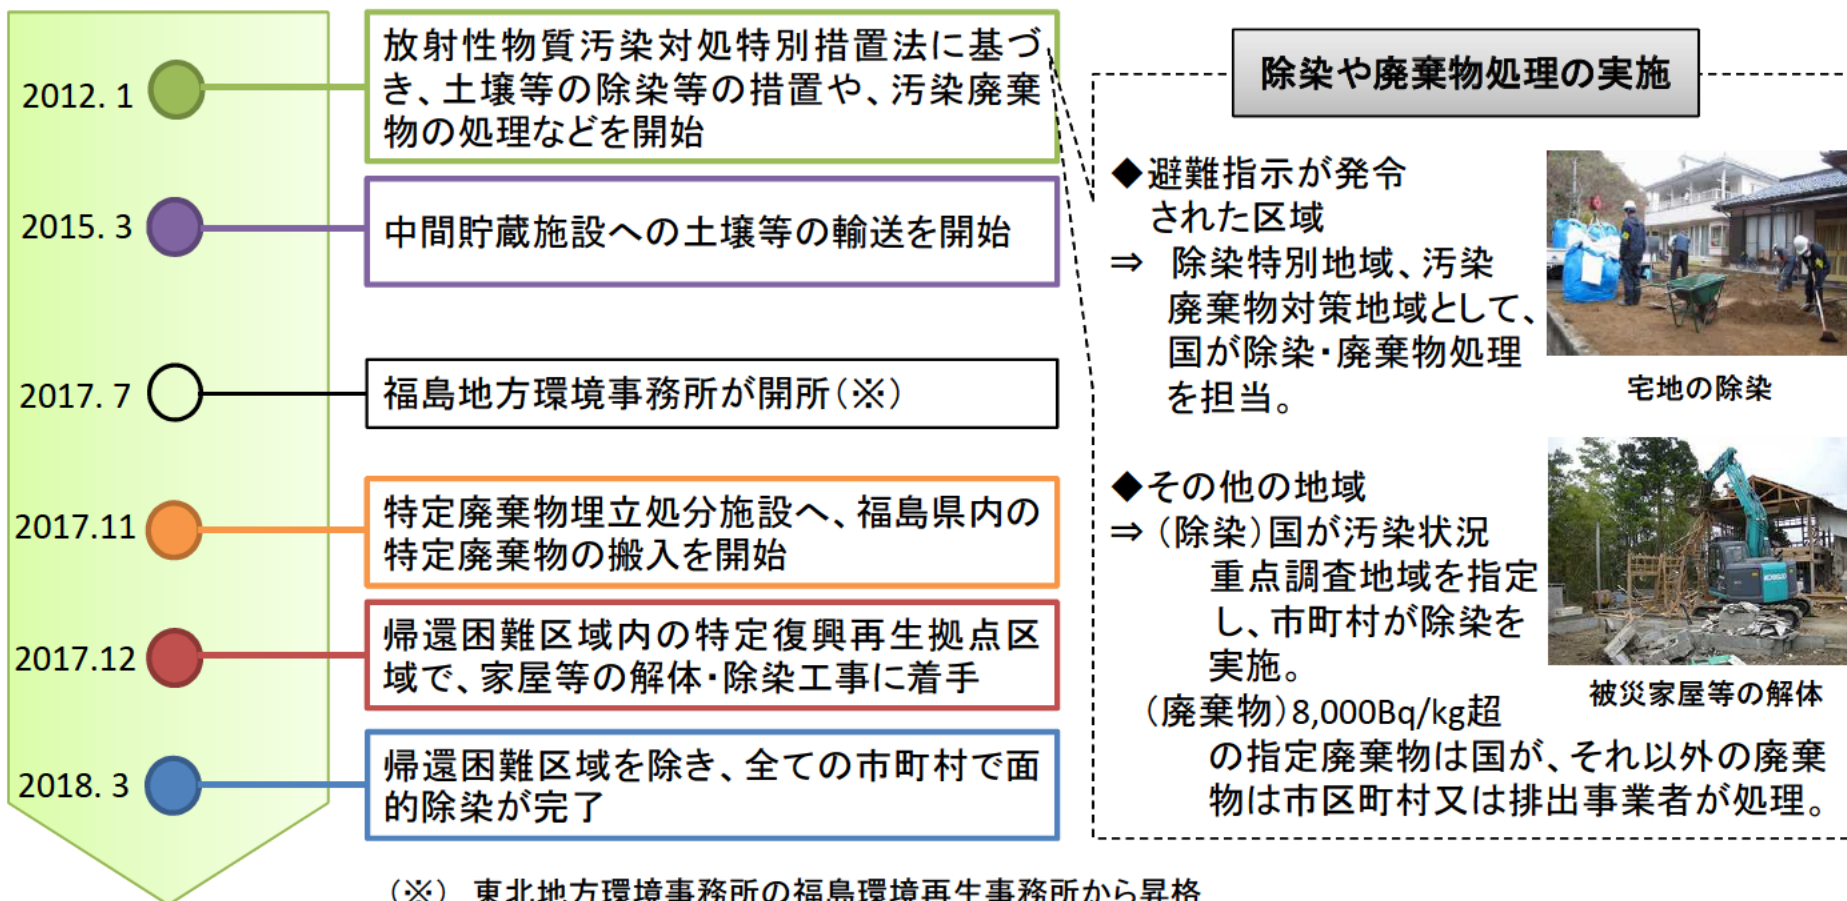 2012. 1
放射性物質汚染対処特別措置法に基づ
き、土壌等の除染等の措置や、汚染廃棄
物の処理などを開始
2015. 3
中間貯蔵施設への土壌等の輸送を開始
2017. 7
福島地方環境事務所が開所(※)
2017.11
特定廃棄物埋立処分施設へ、福島県内の
特定廃棄物の搬入を開始
2017.12
帰還困難区域内の特定復興再生拠点区
域で、家屋等の解体・除染工事に着手
2018. 3
帰還困難区域を除き、全ての市町村で面
的除染が完了
(※) 東北地方環境事務所の福島環境再生事務所から昇格
除染や廃棄物処理の実施
◆避難指示が発令
された区域
⇒ 除染特別地域、汚染
廃棄物対策地域として、
国が除染・廃棄物処理
を担当。
宅地の除染
◆その他の地域
⇒(除染)国が汚染状況
重点調査地域を指定
し、市町村が除染を
実施。
(廃棄物)8,000Bq/kg超
の指定廃棄物は国が、それ以外の廃棄
物は市区町村又は排出事業者が処理。
被災家屋等の解体